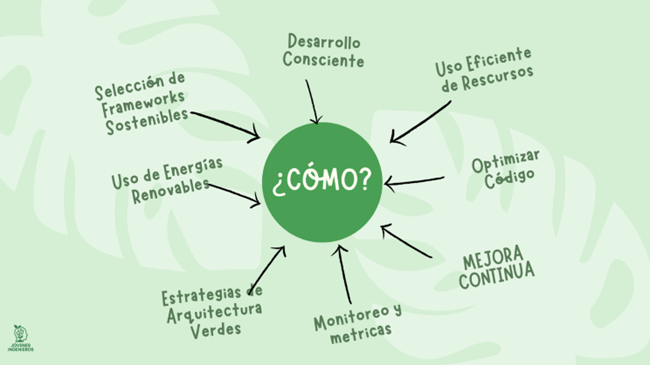 Desarrollo
Consciente
Uso Eficiente
de Rescursos
Selección de
Frameworks
Sostenibles
¿CÓMO?
Optimizar
Código
Uso de Energías
Renovables
MEJORA
CONTINUA
Estrategias de
Arquitectura
Verdes
Monitoreo y
metricas
JÓVENES
INGENIEROS